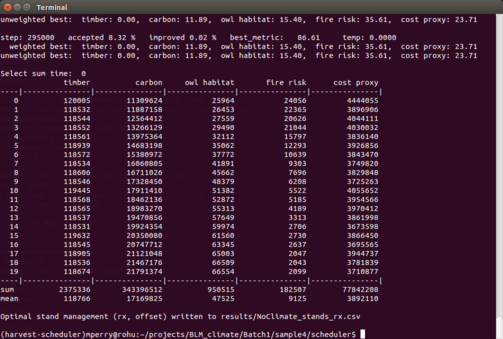 Terminal
unweighted best: timber: 0.00, carbon: 11.89, owl habitat: 15.40, fire risk: 35.61, cost proxy: 23.71
step: 295000 accepted 8.32 % improved 0.02 % best_metric: 86.61 temp: 0.0000
weighted best: timber: 0.00, carbon: 11.89, owl habitat: 15.40, fire risk: 35.61, cost proxy: 23.71
unweighted best: timber: 0.00, carbon: 11.89, owl habitat: 15.40, fire risk: 35.61, cost proxy: 23.71
Select sum time: 0
timber carbon owl habitat fire risk cost proxy
----|---------------|---------------|---------------|---------------|---------------|
0 120005 11309624 25964 24056 4444055
1 118532 11887158 26453 22365 3896906
2 118544 12564412 27559 20626 4044111
3 118552 13266129 29490 21044 4030032
4 118561 13975364 32112 15797 3836140
5 118939 14683198 35062 12293 3926856
6 118572 15380972 37772 10639 3843470
7 118534 16060805 41891 9303 3749820
8 118606 16711026 45662 7696 3829848
9 118546 17328450 48379 6208 3725263
10 119445 17911410 51382 5522 4055652
11 118568 18462136 52872 5185 3954566
12 118565 18983270 55313 4189 3970412
13 118537 19470856 57649 3313 3861998
14 118531 19924354 59974 2706 3673598
15 119632 20350080 61560 2730 3866450
16 118545 20747712 63345 2637 3695565
17 118905 21121048 65003 2047 3944737
18 118536 21467176 66509 2043 3781839
19 118674 21791374 66554 2099 3710877
----|---------------|---------------|---------------|---------------|---------------|
sum 2375336 343396512 950515 182507 77842208
mean 118766 17169825 47525 9125 3892110
Optimal stand management (rx, offset) written to results/NoClimate_stands_rx.csv
(harvest-scheduler)mperry@rohu:~/projects/BLM_climate/Batch1/sample4/scheduler$